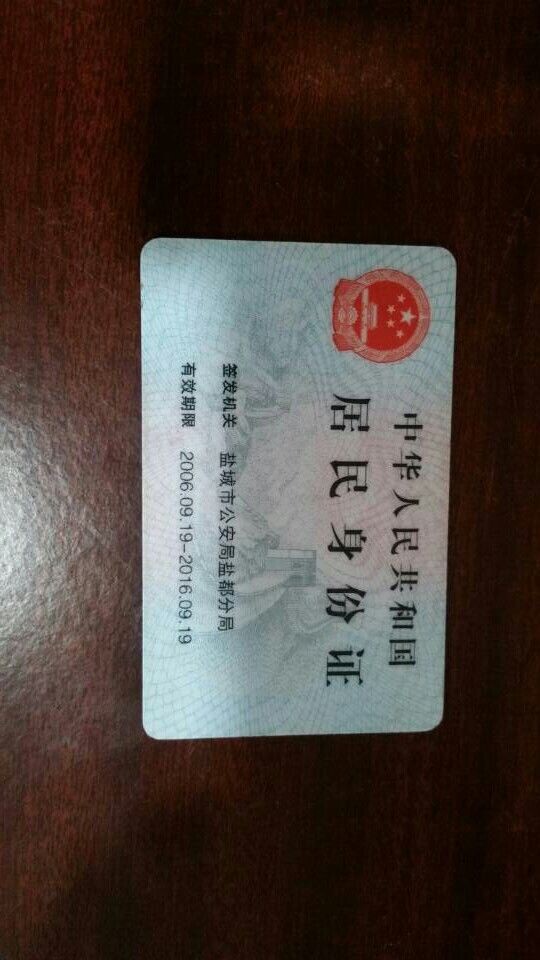 中华人民共和国
居民身份证
签发机关 盐城市公安局盐都分局
有效期限 2006.09.19-2016.09.19